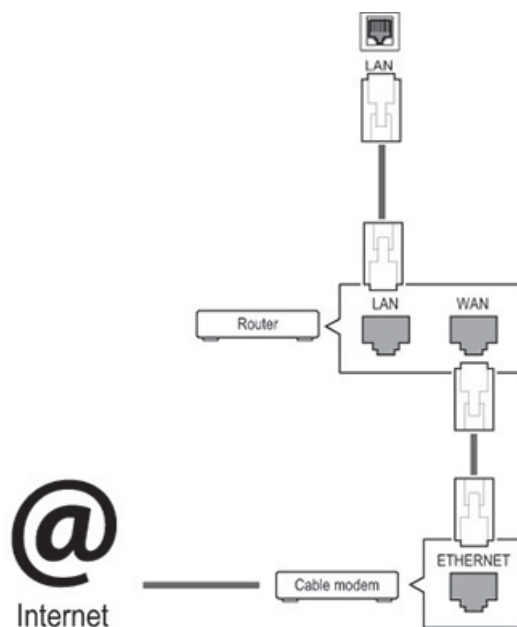 LAN
LAN WAN
Router
ETHERNET
Cable modem
@
Internet